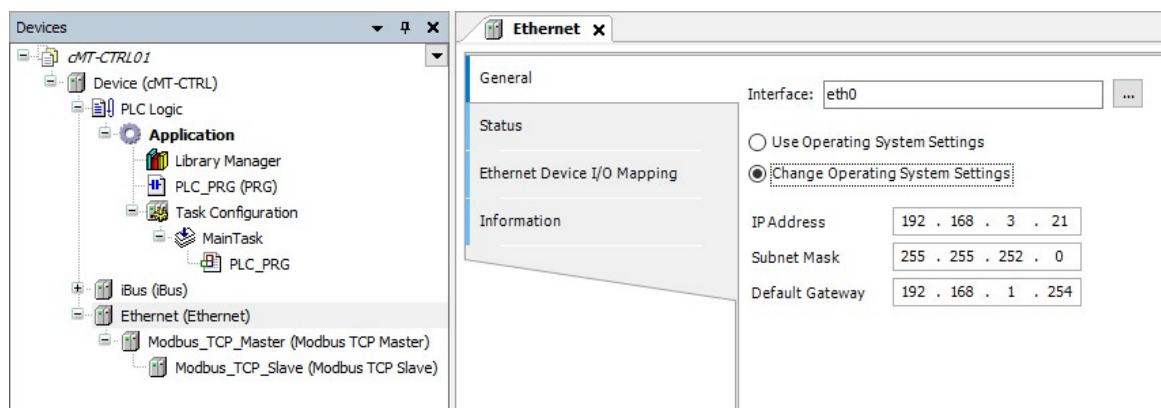 Devices
cMT-CTRL01
Device (cMT-CTRL)
PLC Logic
Application
Library Manager
PLC_PRG (PRG)
Task Configuration
MainTask
PLC_PRG
iBus (iBus)
Ethernet (Ethernet)
Modbus_TCP_Master (Modbus TCP Master)
Modbus_TCP_Slave (Modbus TCP Slave)
Ethernet
General
Status
Ethernet Device I/O Mapping
Information
Interface: eth0 ...
Use Operating System Settings
Change Operating System Settings
IP Address 192 . 168 . 3 . 21
Subnet Mask 255 . 255 . 252 . 0
Default Gateway 192 . 168 . 1 . 254